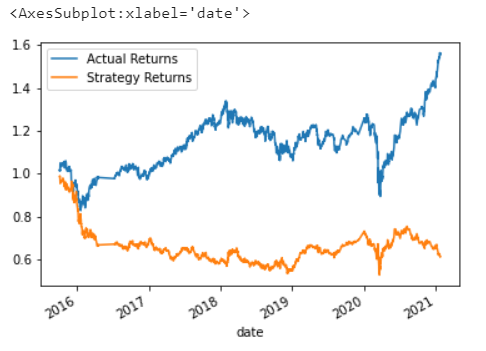 <AxesSubplot:xlabel='date'>
1.6
Actual Returns
Strategy Returns
1.4
1.2
1.0
0.8
0.6
2016 2017 2018 2019 2020 2021
date